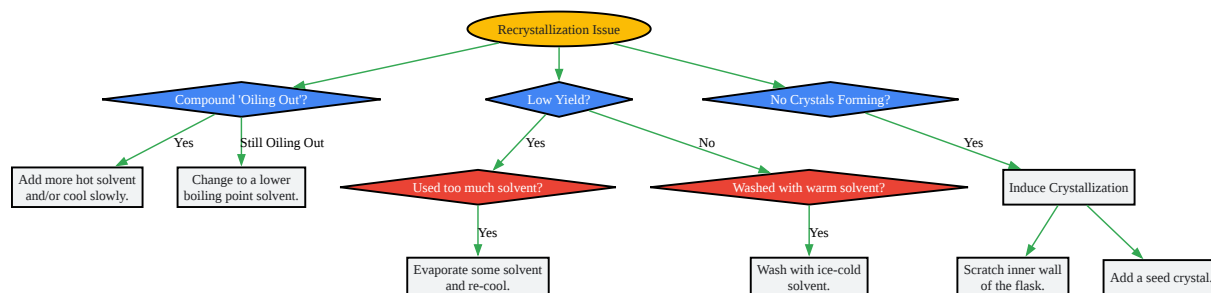 Recrystallization Issue
Compound 'Oiling Out'?
Low Yield?
No Crystals Forming?
Yes
Still Oiling Out
Yes
No
Yes
Add more hot solvent
and/or cool slowly.
Change to a lower
boiling point solvent.
Used too much solvent?
Washed with warm solvent?
Induce Crystallization
Yes
Yes
Evaporate some solvent
and re-cool.
Wash with ice-cold
solvent.
Scratch inner wall
of the flask.
Add a seed crystal.